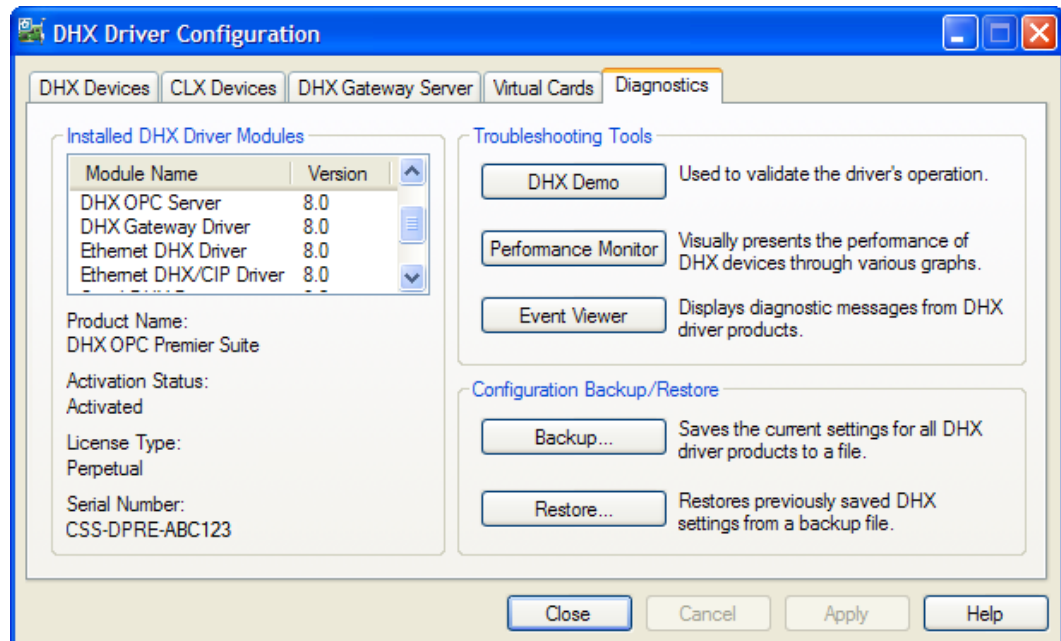 DHX Driver Configuration
DHX Devices
CLX Devices
DHX Gateway Server
Virtual Cards
Diagnostics
Installed DHX Driver Modules
Module Name Version
DHX OPC Server 8.0
DHX Gateway Driver 8.0
Ethernet DHX Driver 8.0
Ethernet DHX/CIP Driver 8.0
Product Name:
DHX OPC Premier Suite
Activation Status:
Activated
License Type:
Perpetual
Serial Number:
CSS-DPRE-ABC123
Troubleshooting Tools
DHX Demo
Used to validate the driver's operation.
Performance Monitor
Visually presents the performance of
DHX devices through various graphs.
Event Viewer
Displays diagnostic messages from DHX
driver products.
Configuration Backup/Restore
Backup...
Saves the current settings for all DHX
driver products to a file.
Restore...
Restores previously saved DHX
settings from a backup file.
Close
Cancel
Apply
Help